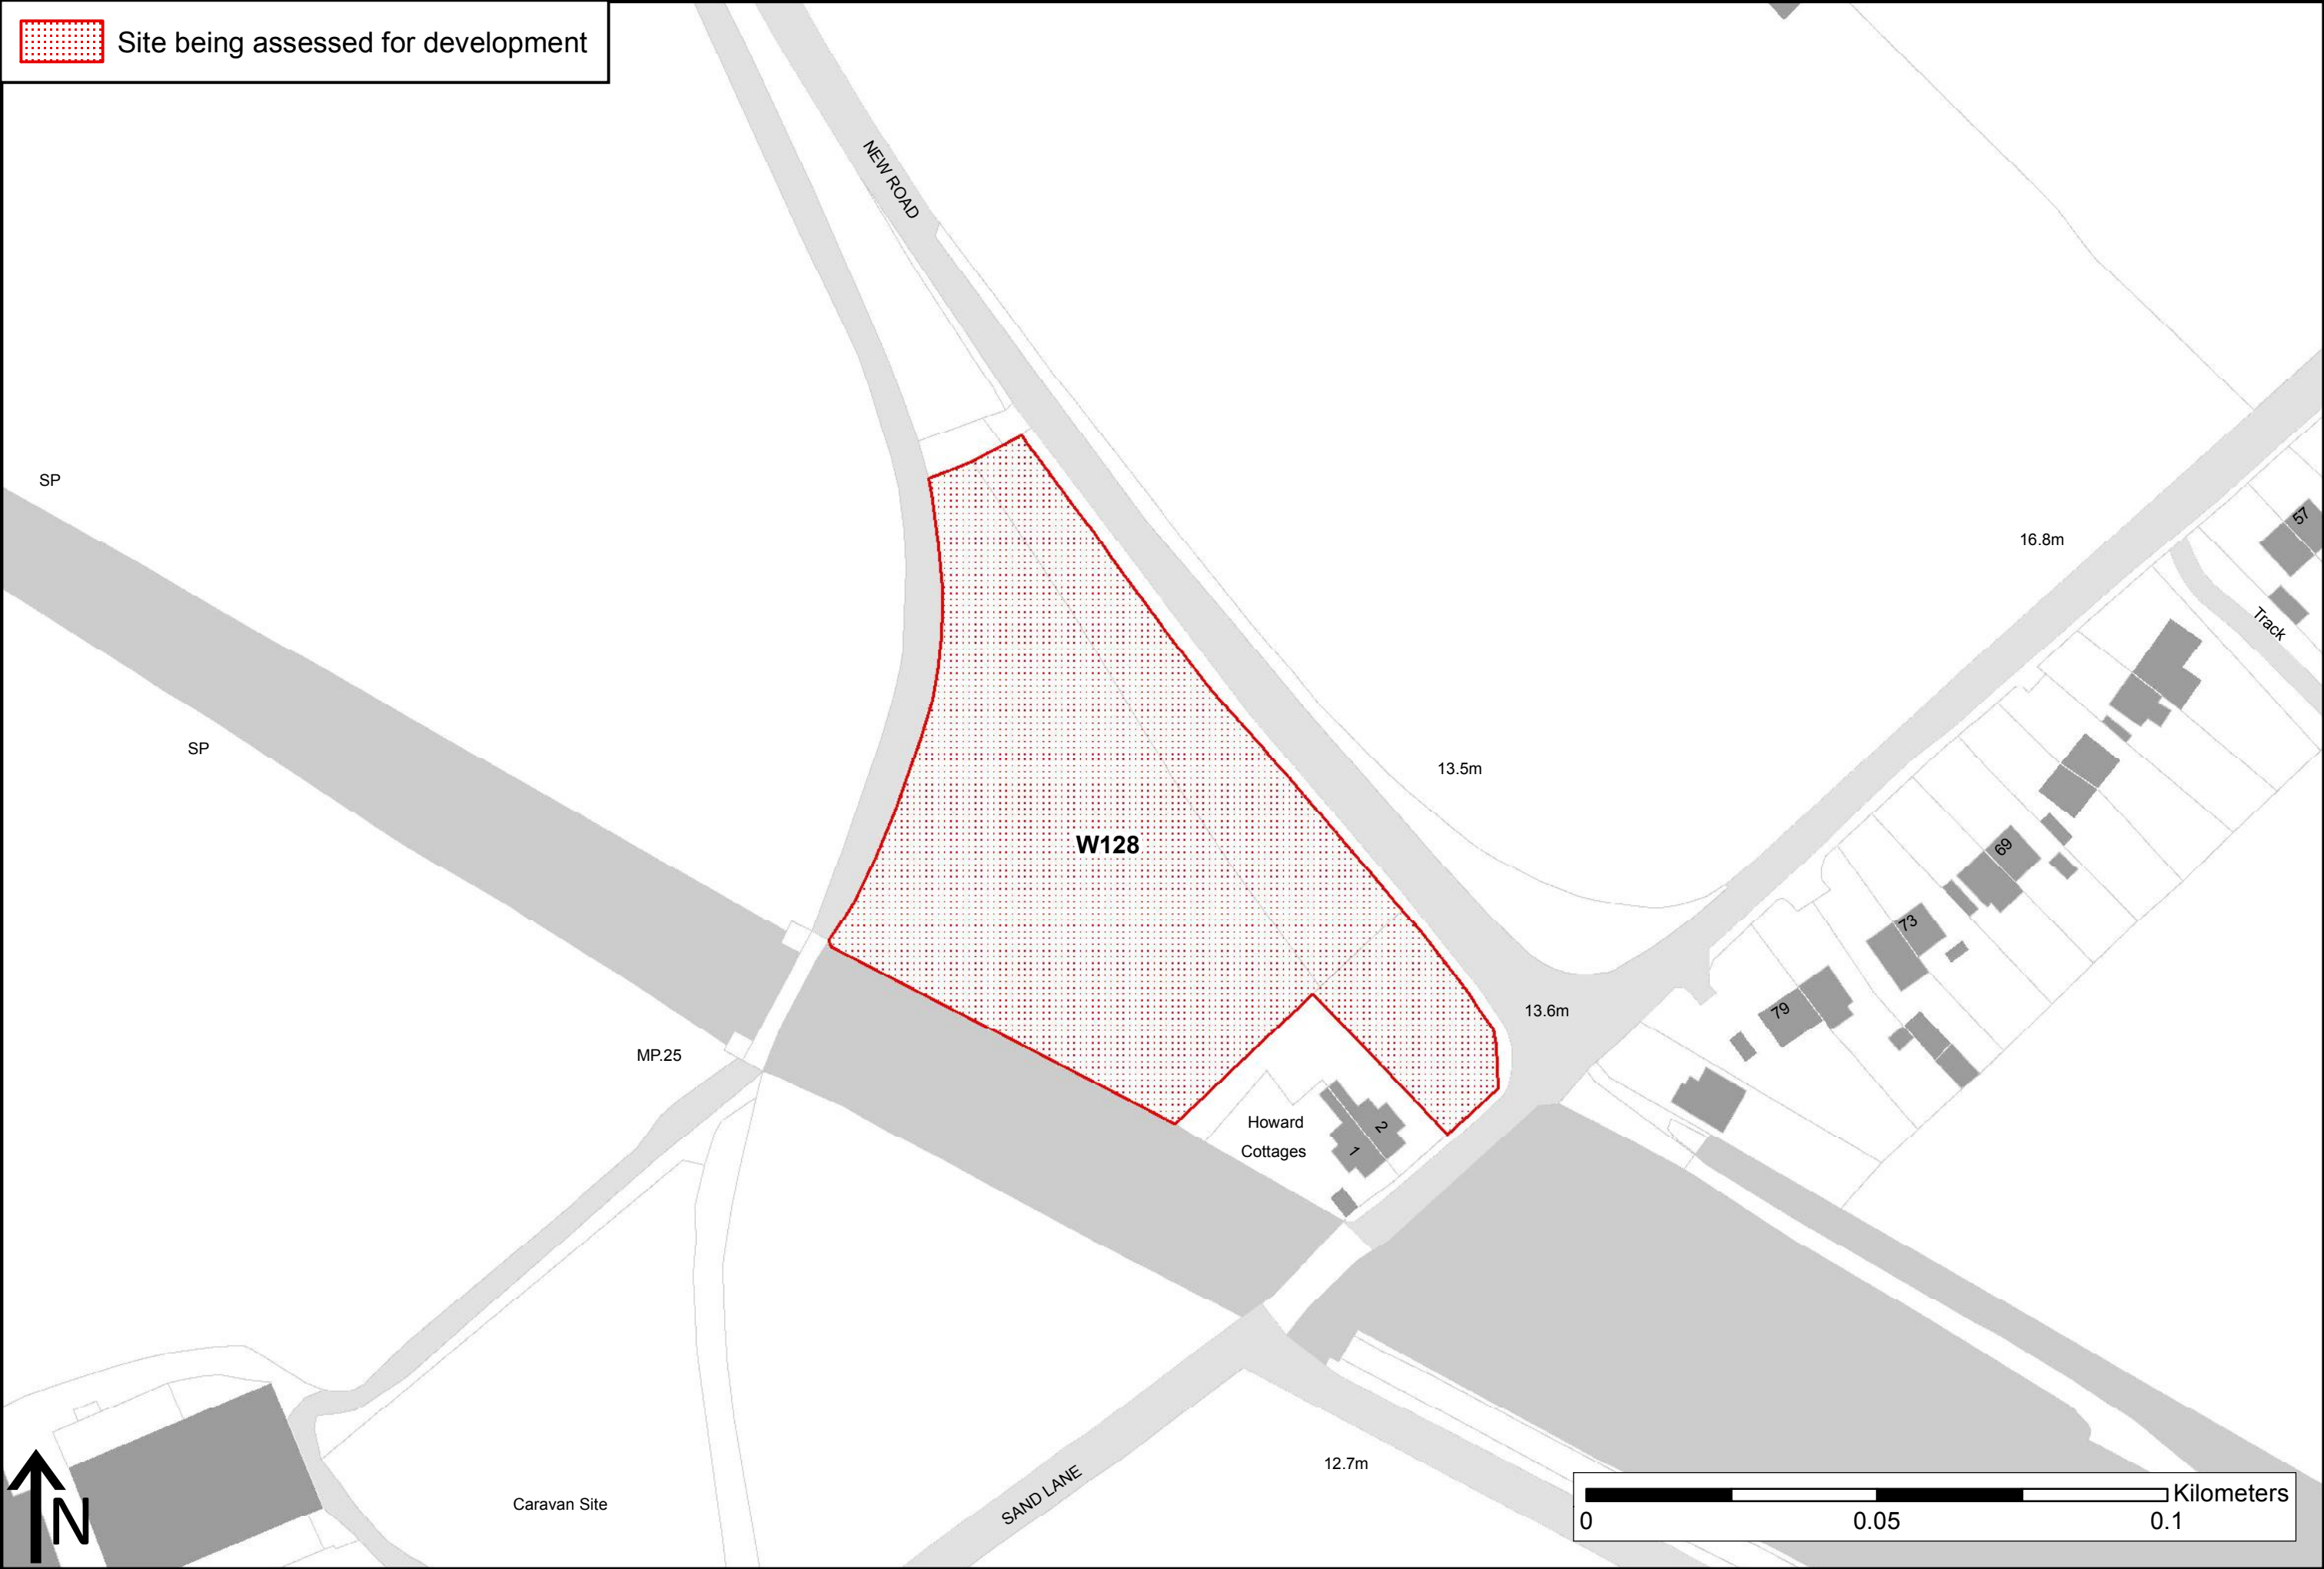 Site being assessed for development
NEW ROAD
SP
57
16.8m
Track
SP
13.5m
W128
69
73
79
13.6m
MP.25
Howard
Cottages
2
1
12.7m
SAND LANE
Caravan Site
N
Kilometers
0 0.05 0.1